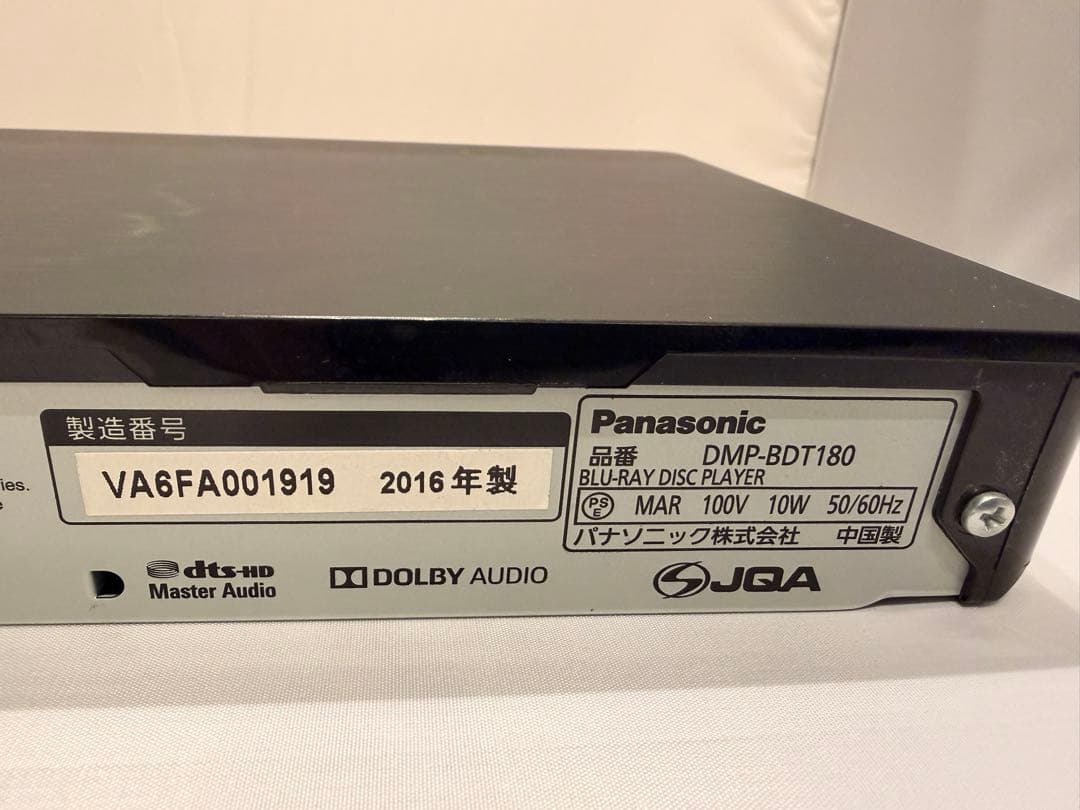 製造番号
VA6FA001919 2016年製
ies.
Panasonic
品番 DMP-BDT180
BLU-RAY DISC PLAYER
PS E MAR 100V 10W 50/60Hz
パナソニック株式会社 中国製
dts-HD
Master Audio
DOLBY AUDIO
JQA